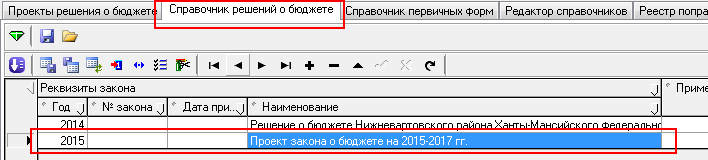 Проекты решения о бюджете Справочник решений о бюджете Справочник первичных форм Редактор справочников Реестр попра
Реквизиты закона
Год № закона Дата при... Наименование Приме
2014 Решение о бюджете Нижневартовского района Ханты-Мансийского Федерально
2015 Проект закона о бюджете на 2015-2017 гг.